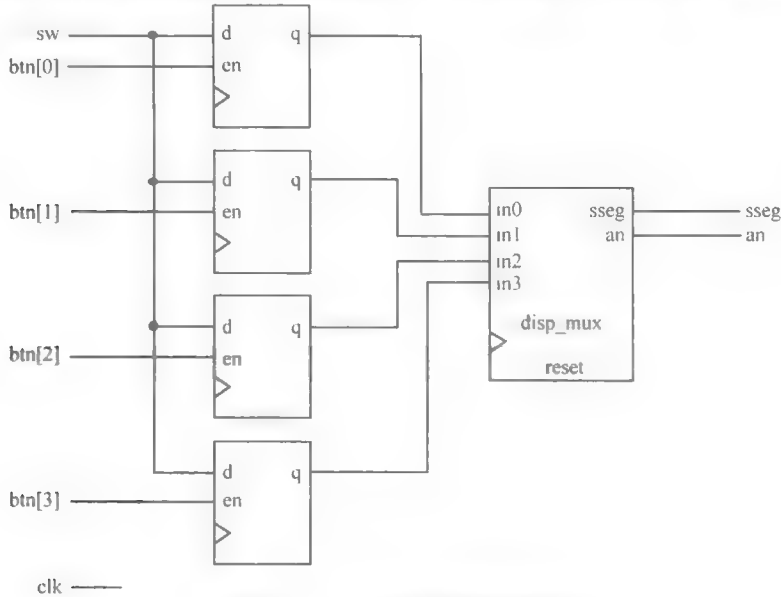 sw
d
q
btn[0]
en
d
q
btn[1]
en
in0
sseg
sseg
in1
an
an
in2
in3
d
q
disp_mux
btn[2]
en
reset
d
q
btn[3]
en
clk